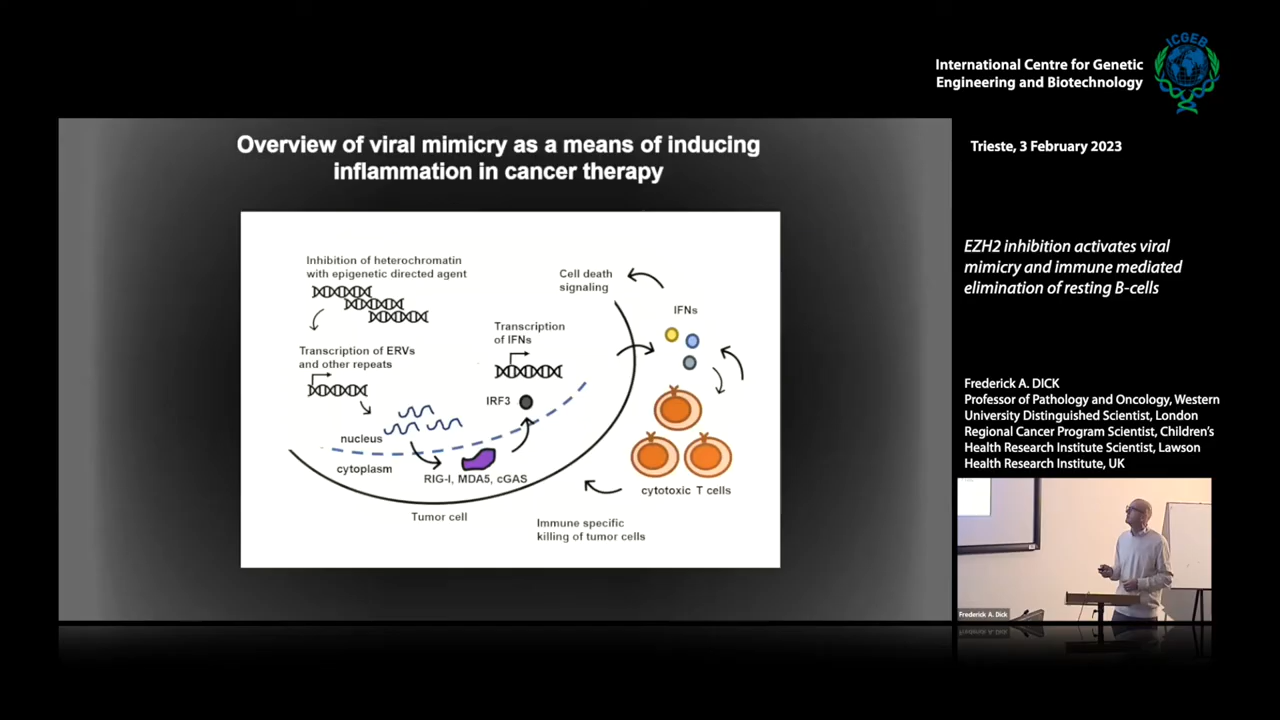 International Centre for Genetic
Engineering and Biotechnology
ICGEB
Trieste, 3 February 2023
Overview of viral mimicry as a means of inducing
inflammation in cancer therapy
Inhibition of heterochromatin
with epigenetic directed agent
Transcription of ERVs
and other repeats
nucleus
cytoplasm
Transcription
of IFNs
IRF3
RIG-I, MDA5, cGAS
Tumor cell
Cell death
signaling
IFNs
cytotoxic T cells
Immune specific
killing of tumor cells
EZH2 inhibition activates viral
mimicry and immune mediated
elimination of resting B-cells
Frederick A. DICK
Professor of Pathology and Oncology, Western
University Distinguished Scientist, London
Regional Cancer Program Scientist, Children's
Health Research Institute Scientist, Lawson
Health Research Institute, UK
Frederick A. Dick